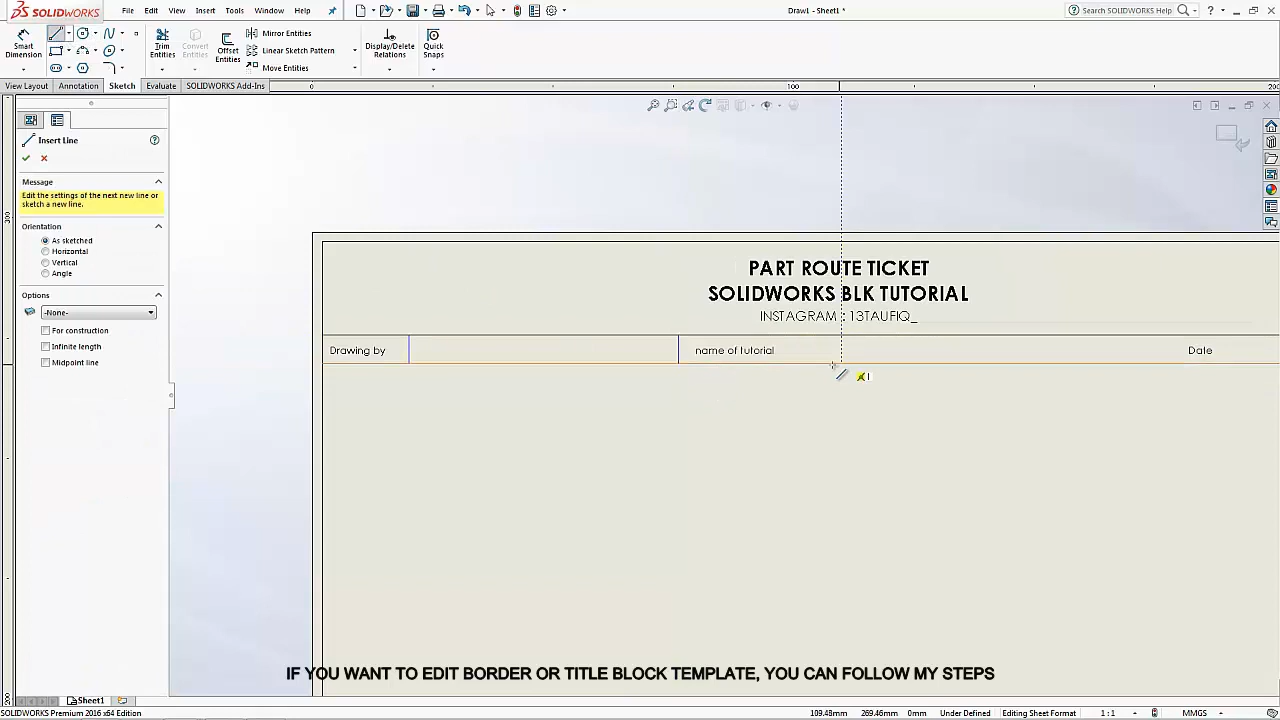 SOLIDWORKS
File Edit View Insert Tools Window Help
Draw1 - Sheet1 *
Search SOLIDWORKS Help
Smart Dimension
Trim Entities
Convert Entities
Offset Entities
Mirror Entities
Linear Sketch Pattern
Move Entities
Display/Delete Relations
Quick Snaps
View Layout Annotation Sketch Evaluate SOLIDWORKS Add-Ins
0 100 200
Insert Line
Message
Edit the settings of the next new line or
sketch a new line.
Orientation
As sketched
Horizontal
Vertical
Angle
Options
-None-
For construction
Infinite length
Midpoint line
300
200
PART ROUTE TICKET
SOLIDWORKS BLK TUTORIAL
INSTAGRAM : 13TAUFIQ_
Drawing by name of tutorial Date
IF YOU WANT TO EDIT BORDER OR TITLE BLOCK TEMPLATE, YOU CAN FOLLOW MY STEPS
Sheet1
SOLIDWORKS Premium 2016 x64 Edition 109.48mm 269.46mm 0mm Under Defined Editing Sheet Format 1 : 1 MMGS